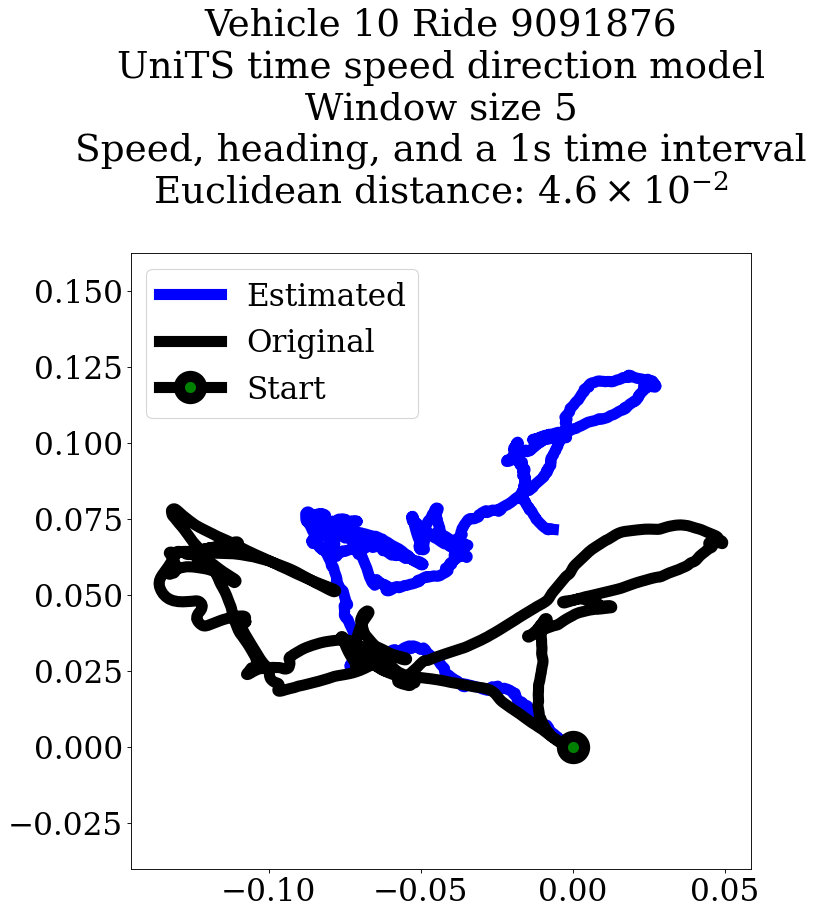 Vehicle 10 Ride 9091876
UniTS time speed direction model
Window size 5
Speed, heading, and a 1s time interval
Euclidean distance: 4.6 × 10⁻²
Estimated
Original
Start
0.150
0.125
0.100
0.075
0.050
0.025
0.000
−0.025
−0.10 −0.05 0.00 0.05